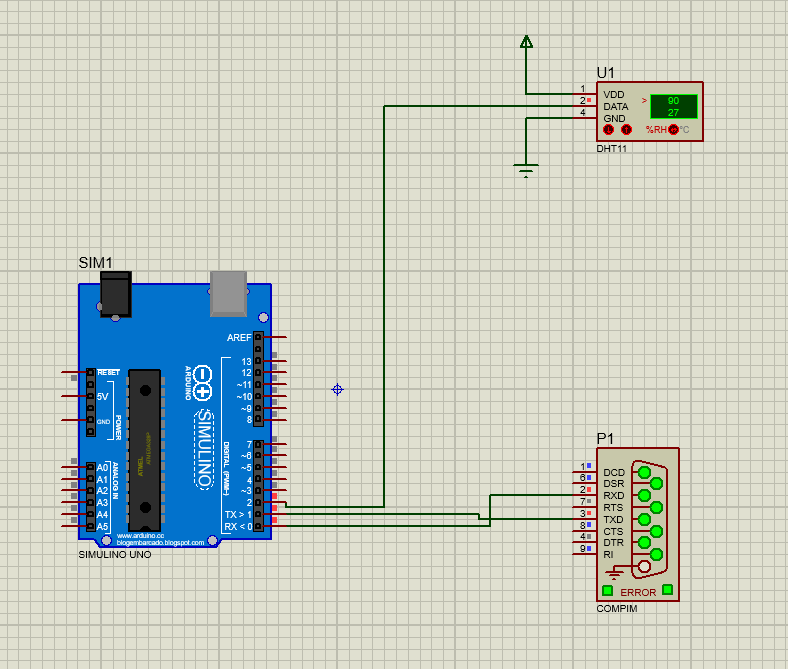 U1
1 VDD
2 DATA
4 GND
> 90
27
%RH °C
DHT11
SIM1
AREF
RESET
5V
GND
POWER
A0
A1
A2
A3
A4
A5
ANALOG IN
ARDUINO
SIMULINO
13
12
~11
~10
~9
8
7
~6
~5
4
~3
2
TX > 1
RX < 0
DIGITAL (PWM~)
www.arduino.cc
blogembarcado.blogspot.com
SIMULINO UNO
P1
1 DCD
6 DSR
2 RXD
7 RTS
3 TXD
8 CTS
4 DTR
9 RI
ERROR
COMPIM